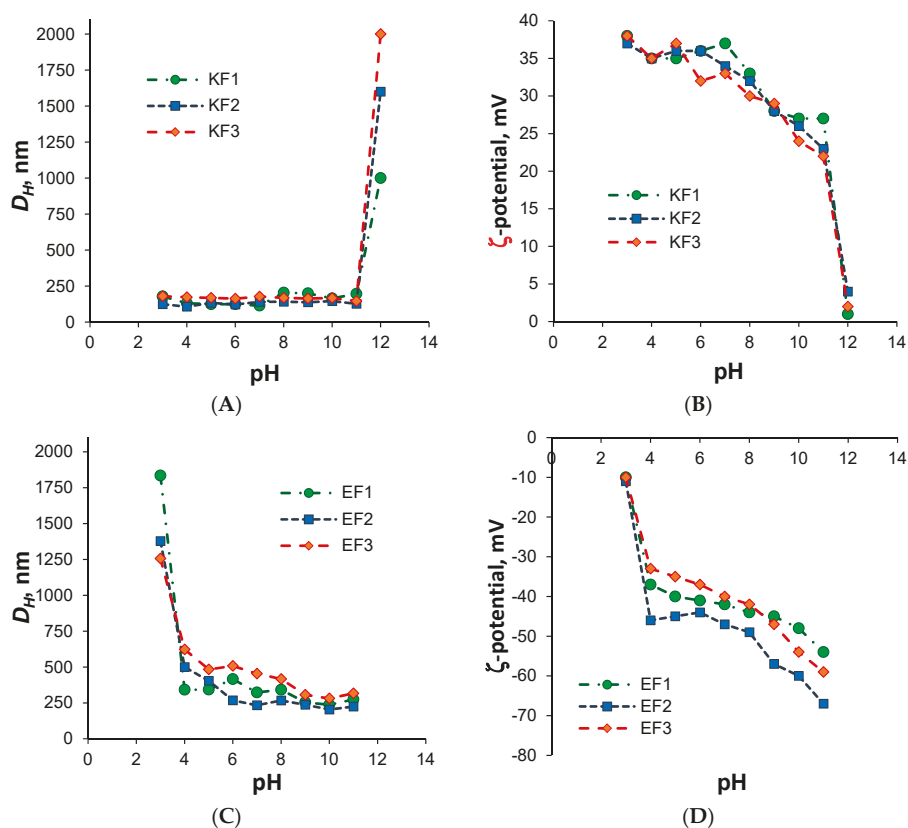 2000
1750
1500
1250
1000
750
500
250
0
D_H, nm
KF1
KF2
KF3
0 2 4 6 8 10 12 14
pH
(A)
40
35
30
25
20
15
10
5
0
ζ-potential, mV
KF1
KF2
KF3
0 2 4 6 8 10 12 14
pH
(B)
2000
1750
1500
1250
1000
750
500
250
0
D_H, nm
EF1
EF2
EF3
0 2 4 6 8 10 12 14
pH
(C)
0
-10
-20
-30
-40
-50
-60
-70
-80
ζ-potential, mV
0 2 4 6 8 10 12 14
EF1
EF2
EF3
pH
(D)